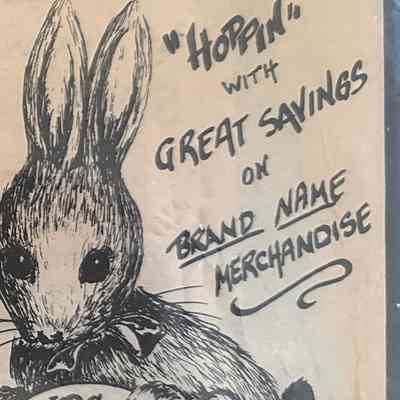 "HOPPIN"
WITH
GREAT SAVINGS
ON
BRAND NAME
MERCHANDISE